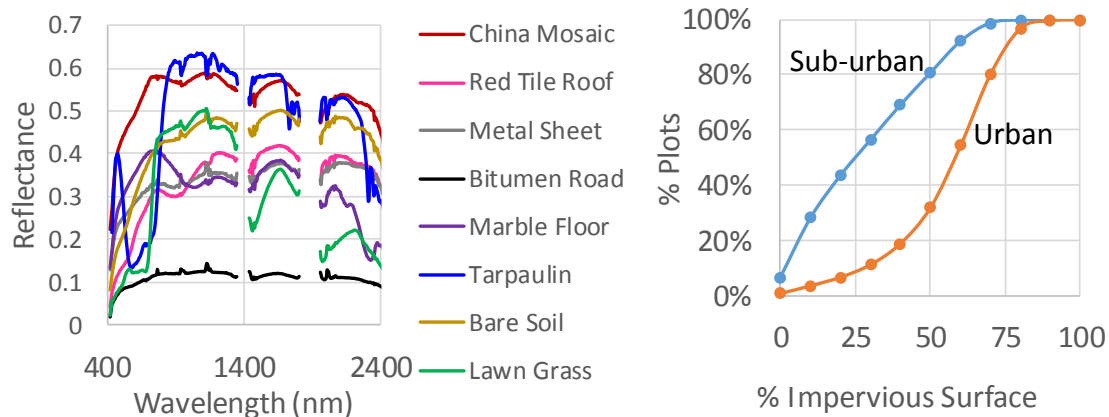 0.7
0.6
0.5
0.4
0.3
0.2
0.1
0
Reflectance
400
1400
2400
Wavelength (nm)
China Mosaic
Red Tile Roof
Metal Sheet
Bitumen Road
Marble Floor
Tarpaulin
Bare Soil
Lawn Grass
100%
80%
60%
40%
20%
0%
% Plots
Sub-urban
Urban
0
25
50
75
100
% Impervious Surface